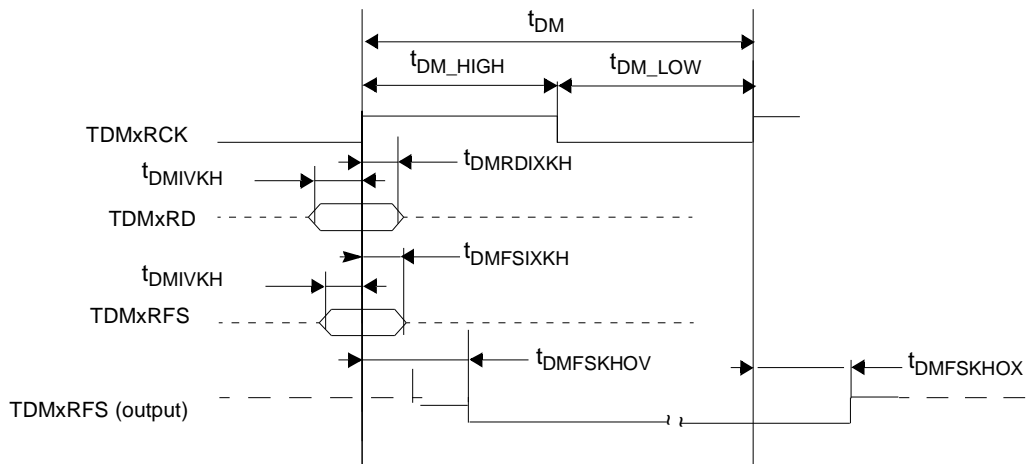 tDM
tDM_HIGH
tDM_LOW
TDMxRCK
tDMIVKH
tDMRDIXKH
TDMxRD
tDMIVKH
tDMFSIXKH
TDMxRFS
tDMFSKHOV
tDMFSKHOX
TDMxRFS (output)